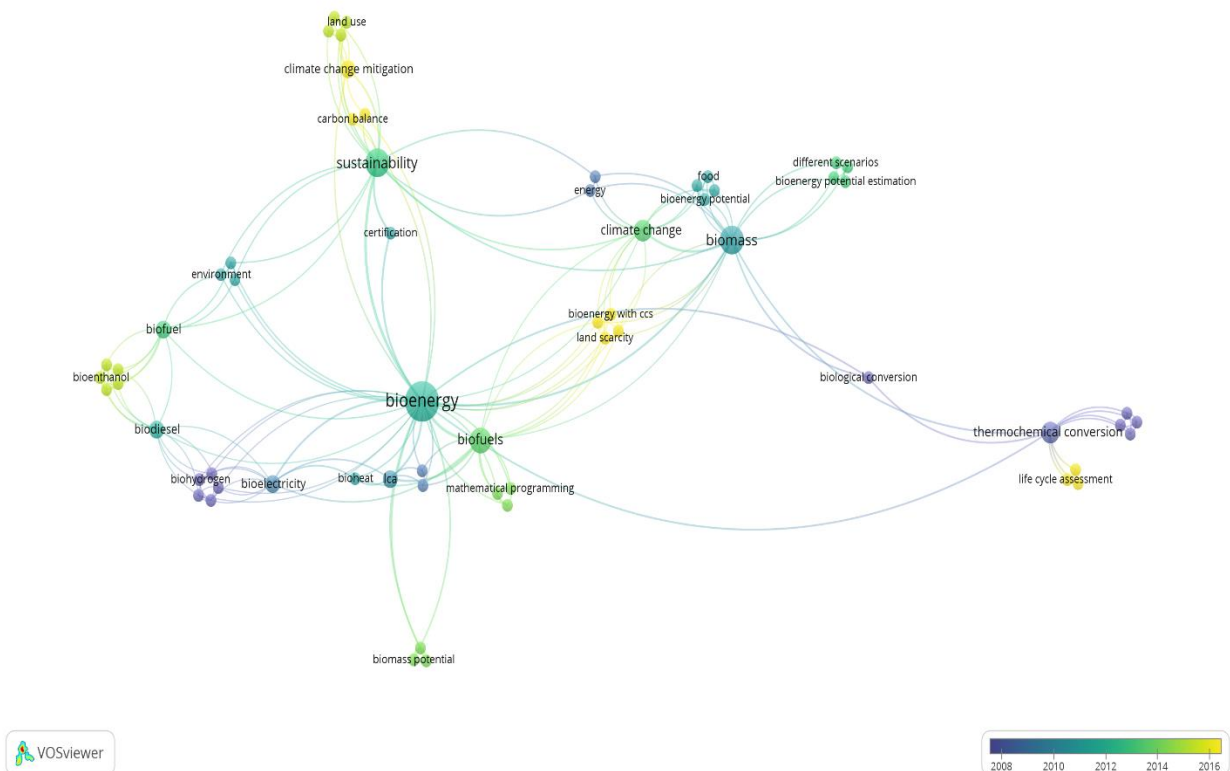 land use
climate change mitigation
carbon balance
sustainability
different scenarios
food
bioenergy potential estimation
energy
bioenergy potential
certification
climate change
biomass
environment
bioenergy with ccs
biofuel
land scarcity
bioenthanol
biological conversion
bioenergy
biodiesel
biofuels
thermochemical conversion
biohydrogen
bioelectricity
bioheat
lca
mathematical programming
life cycle assessment
biomass potential
VOSviewer
2008 2010 2012 2014 2016